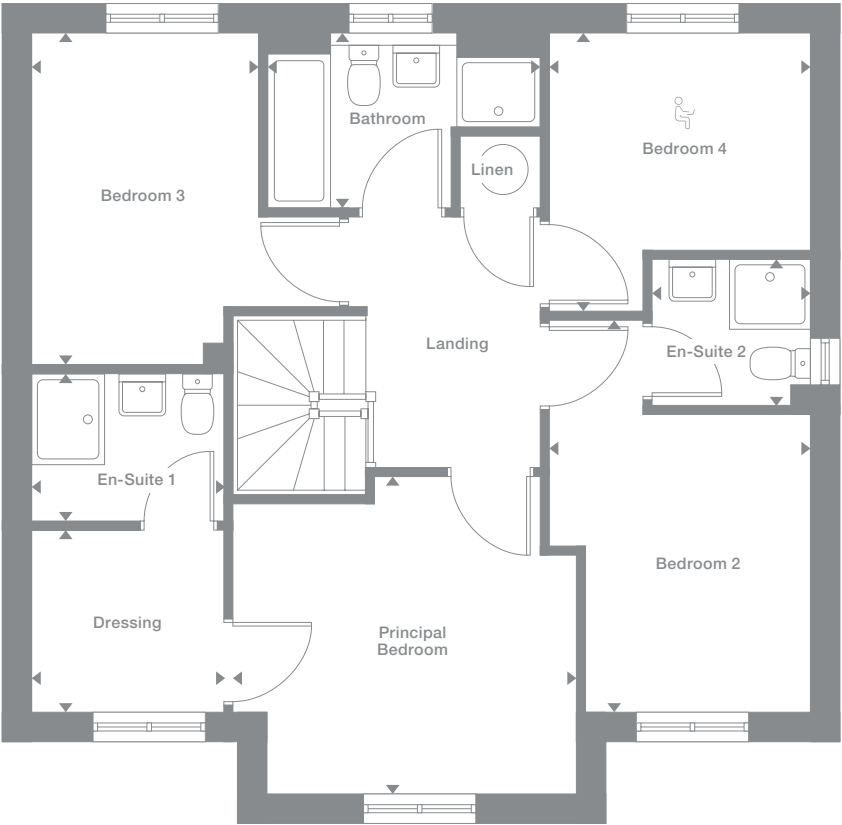 Bathroom
Bedroom 4
Linen
Bedroom 3
Landing
En-Suite 2
En-Suite 1
Bedroom 2
Dressing
Principal
Bedroom